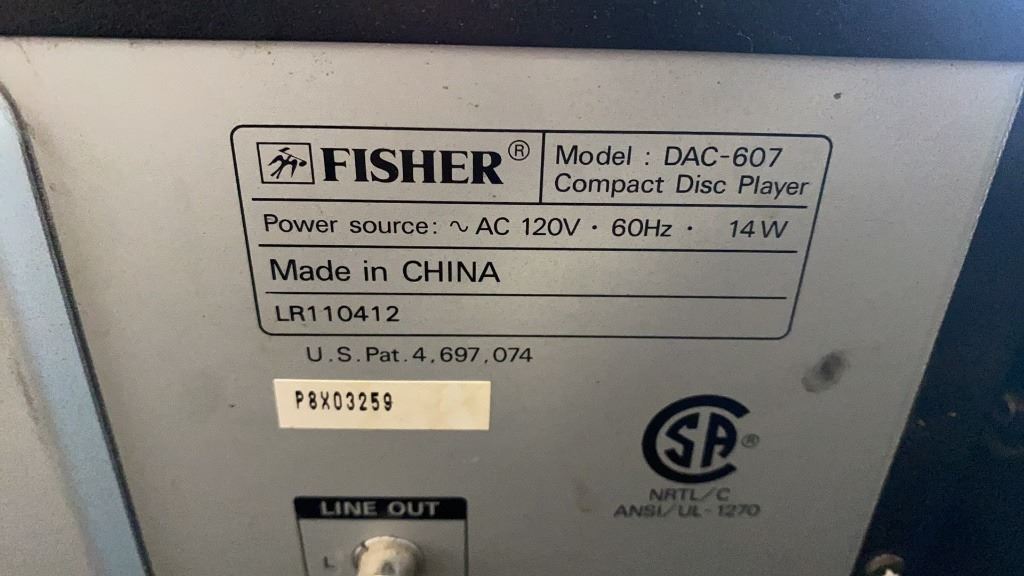 FISHER®
Model : DAC-607
Compact Disc Player
Power source: ∿ AC 120V · 60Hz · 14W
Made in CHINA
LR110412
U.S.Pat.4,697,074
P8X03259
SA®
NRTL/C
ANSI/UL-1270
LINE OUT
L